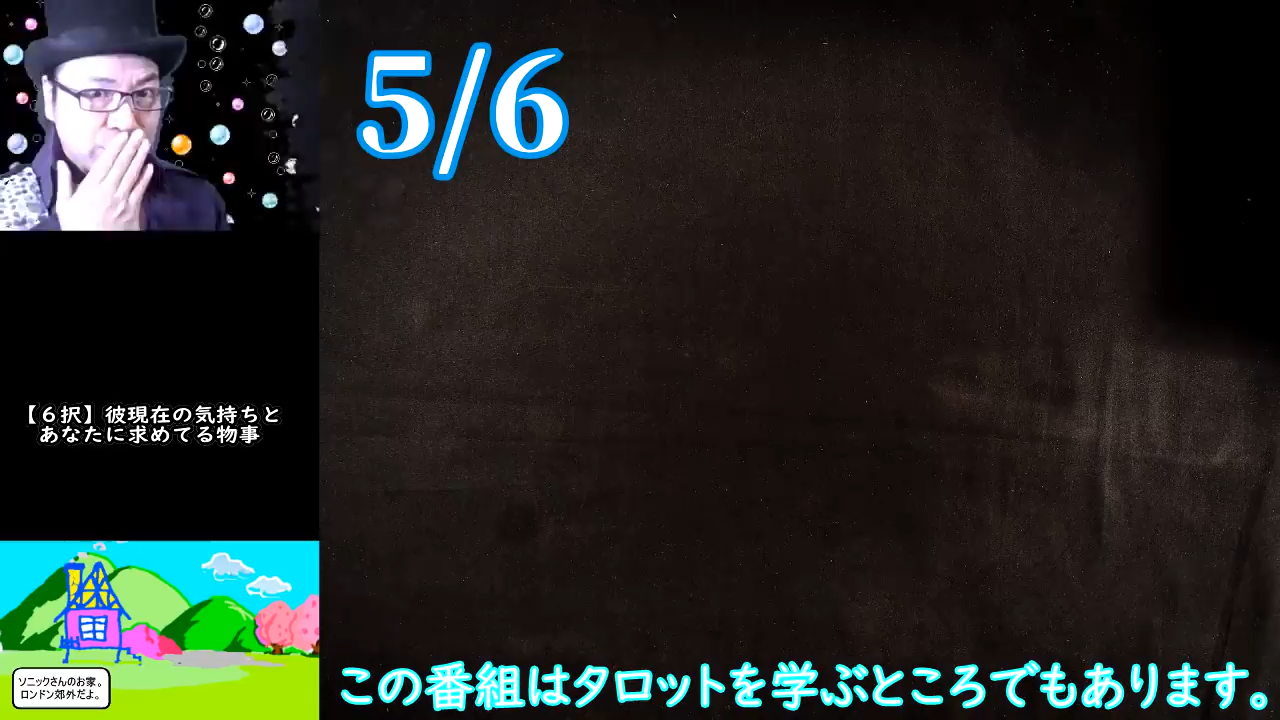 5/6
【６択】彼現在の気持ちと
あなたに求めてる物事
ソニックさんのお家。
ロンドン郊外だよ。
この番組はタロットを学ぶところでもあります。